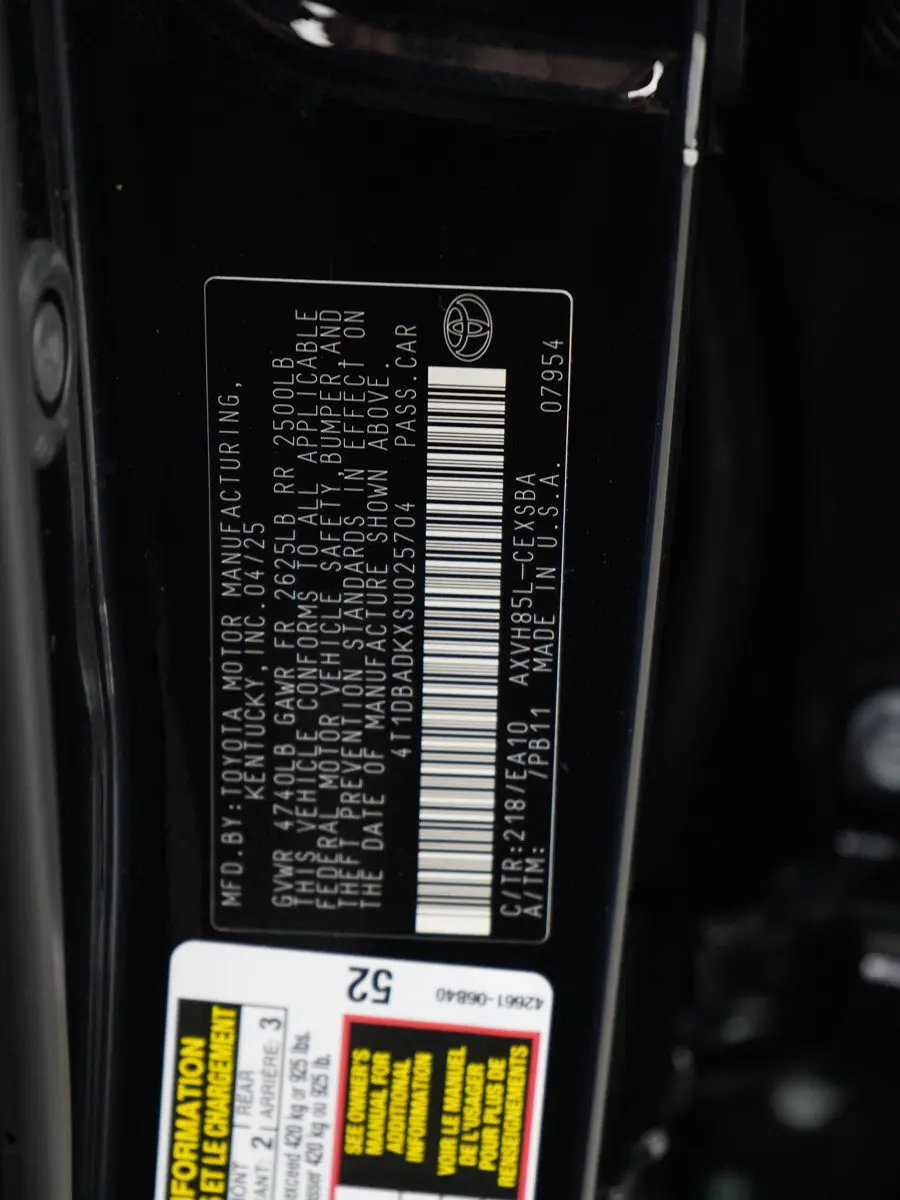 MFD.BY:TOYOTA MOTOR MANUFACTURING,
KENTUCKY, INC.04/25
GVWR 4740LB GAWR FR 2625LB RR 2500LB
THIS VEHICLE CONFORMS TO ALL APPLICABLE
FEDERAL MOTOR VEHICLE SAFETY, BUMPER, AND
THEFT PREVENTION STANDARDS IN EFFECT ON
THE DATE OF MANUFACTURE SHOWN ABOVE.
4T1DBADKXSU025704 PASS.CAR
C/TR:218/EA10 AXVH85L-CEXSBA
A/TM: /PB11 MADE IN U.S.A. 07954
52
42661-06B40
ET LE CHARGEMENT
REAR
2 ARRIÈRE: 3
exceed 420 kg or 925 lbs.
420 kg ou 925 lb.
SEE OWNER'S
MANUAL FOR
ADDITIONAL
INFORMATION
VOIR LE MANUEL
DE L'USAGER
POUR PLUS DE
RENSEIGNEMENTS